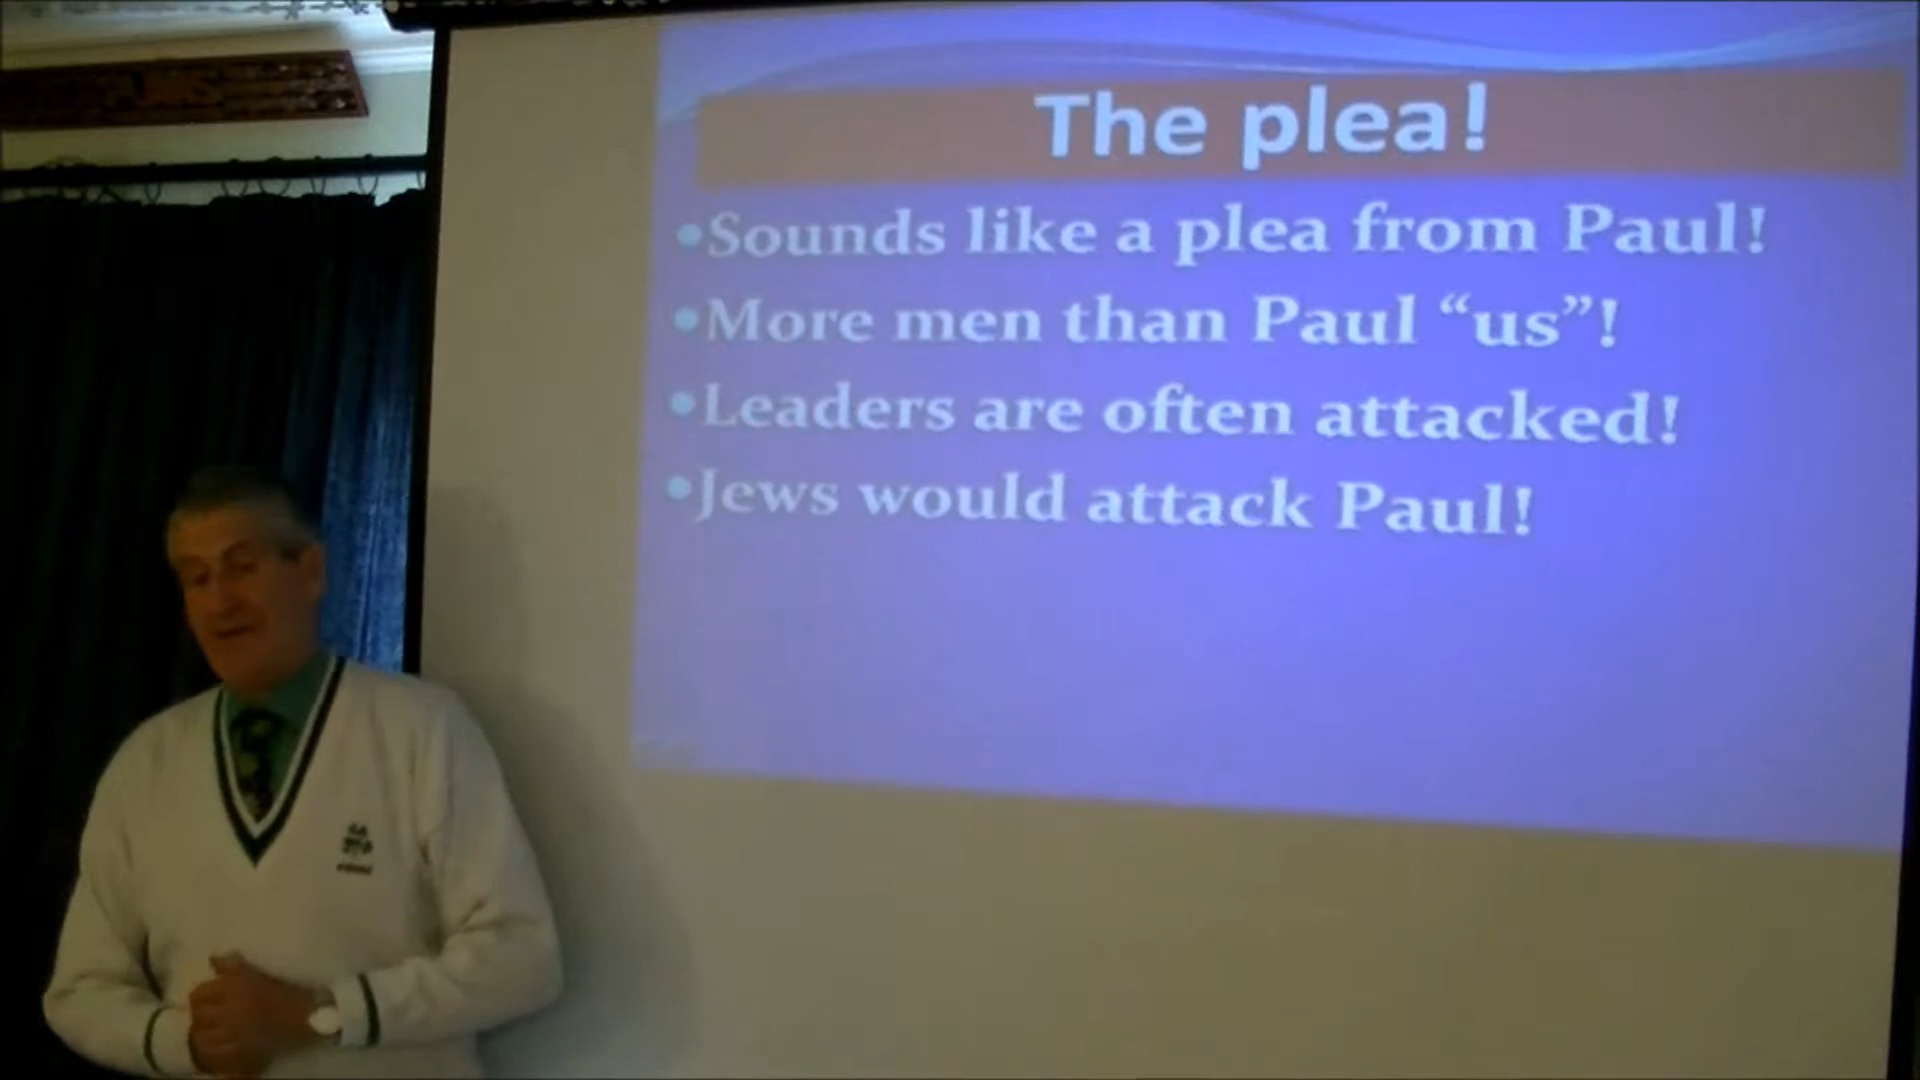 The plea!
•Sounds like a plea from Paul!
•More men than Paul “us”!
•Leaders are often attacked!
•Jews would attack Paul!